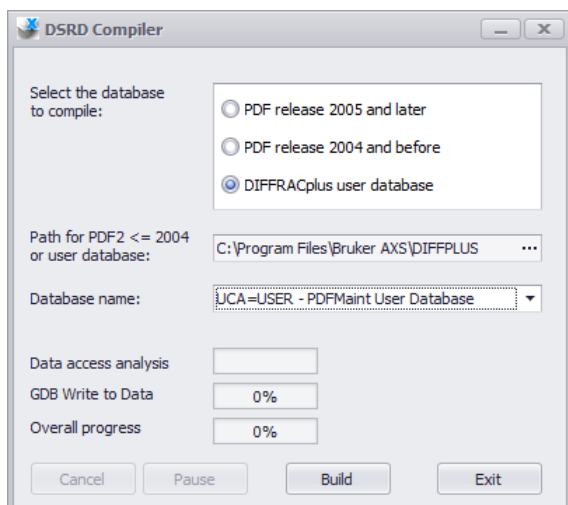 DSRD Compiler
Select the database
to compile:
PDF release 2005 and later
PDF release 2004 and before
DIFFRACplus user database
Path for PDF2 <= 2004
or user database:
C:\Program Files\Bruker AXS\DIFFPLUS ...
Database name:
UCA=USER - PDFMaint User Database
Data access analysis
GDB Write to Data
0%
Overall progress
0%
Cancel
Pause
Build
Exit